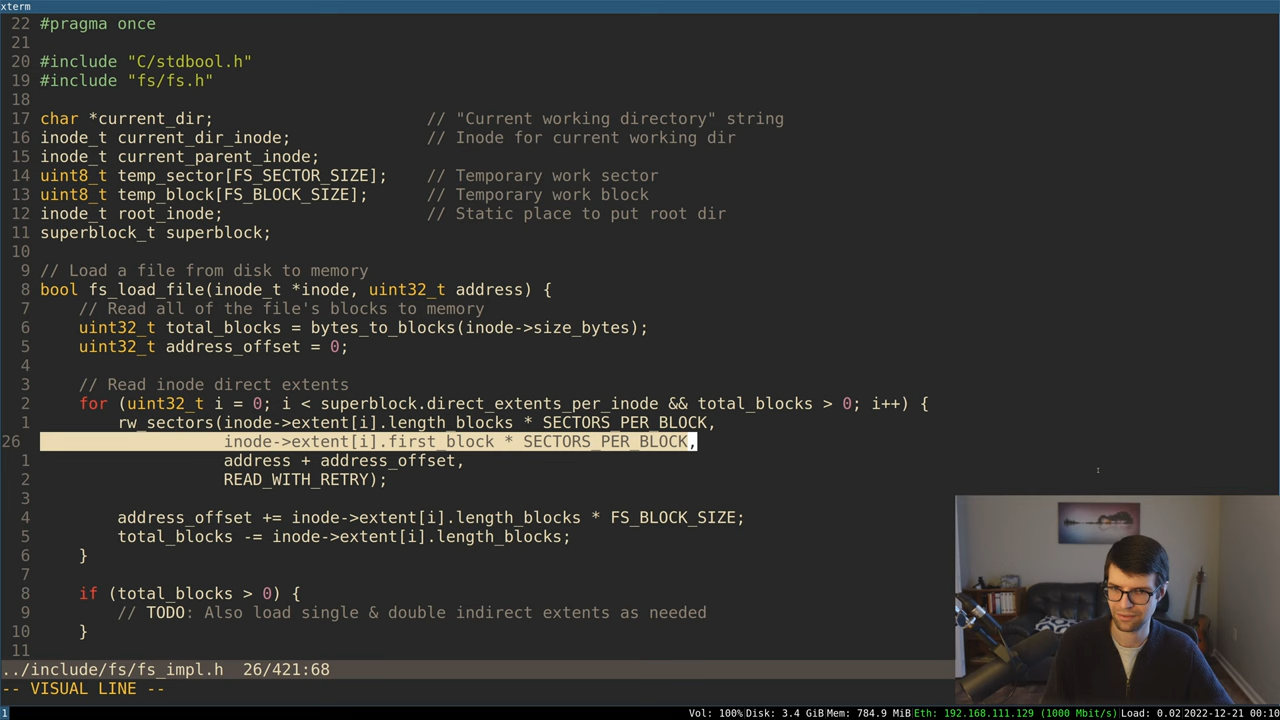 xterm
22 #pragma once
21
20 #include "C/stdbool.h"
19 #include "fs/fs.h"
18
17 char *current_dir; // "Current working directory" string
16 inode_t current_dir_inode; // Inode for current working dir
15 inode_t current_parent_inode;
14 uint8_t temp_sector[FS_SECTOR_SIZE]; // Temporary work sector
13 uint8_t temp_block[FS_BLOCK_SIZE]; // Temporary work block
12 inode_t root_inode; // Static place to put root dir
11 superblock_t superblock;
10
9 // Load a file from disk to memory
8 bool fs_load_file(inode_t *inode, uint32_t address) {
7 // Read all of the file's blocks to memory
6 uint32_t total_blocks = bytes_to_blocks(inode->size_bytes);
5 uint32_t address_offset = 0;
4
3 // Read inode direct extents
2 for (uint32_t i = 0; i < superblock.direct_extents_per_inode && total_blocks > 0; i++) {
1 rw_sectors(inode->extent[i].length_blocks * SECTORS_PER_BLOCK,
26 inode->extent[i].first_block * SECTORS_PER_BLOCK,
1 address + address_offset,
2 READ_WITH_RETRY);
3
4 address_offset += inode->extent[i].length_blocks * FS_BLOCK_SIZE;
5 total_blocks -= inode->extent[i].length_blocks;
6 }
7
8 if (total_blocks > 0) {
9 // TODO: Also load single & double indirect extents as needed
10 }
11
../include/fs/fs_impl.h 26/421:68
-- VISUAL LINE --
1 Vol: 100% Disk: 3.4 GiB Mem: 784.9 MiB Eth: 192.168.111.129 (1000 Mbit/s) Load: 0.02 2022-12-21 00:10